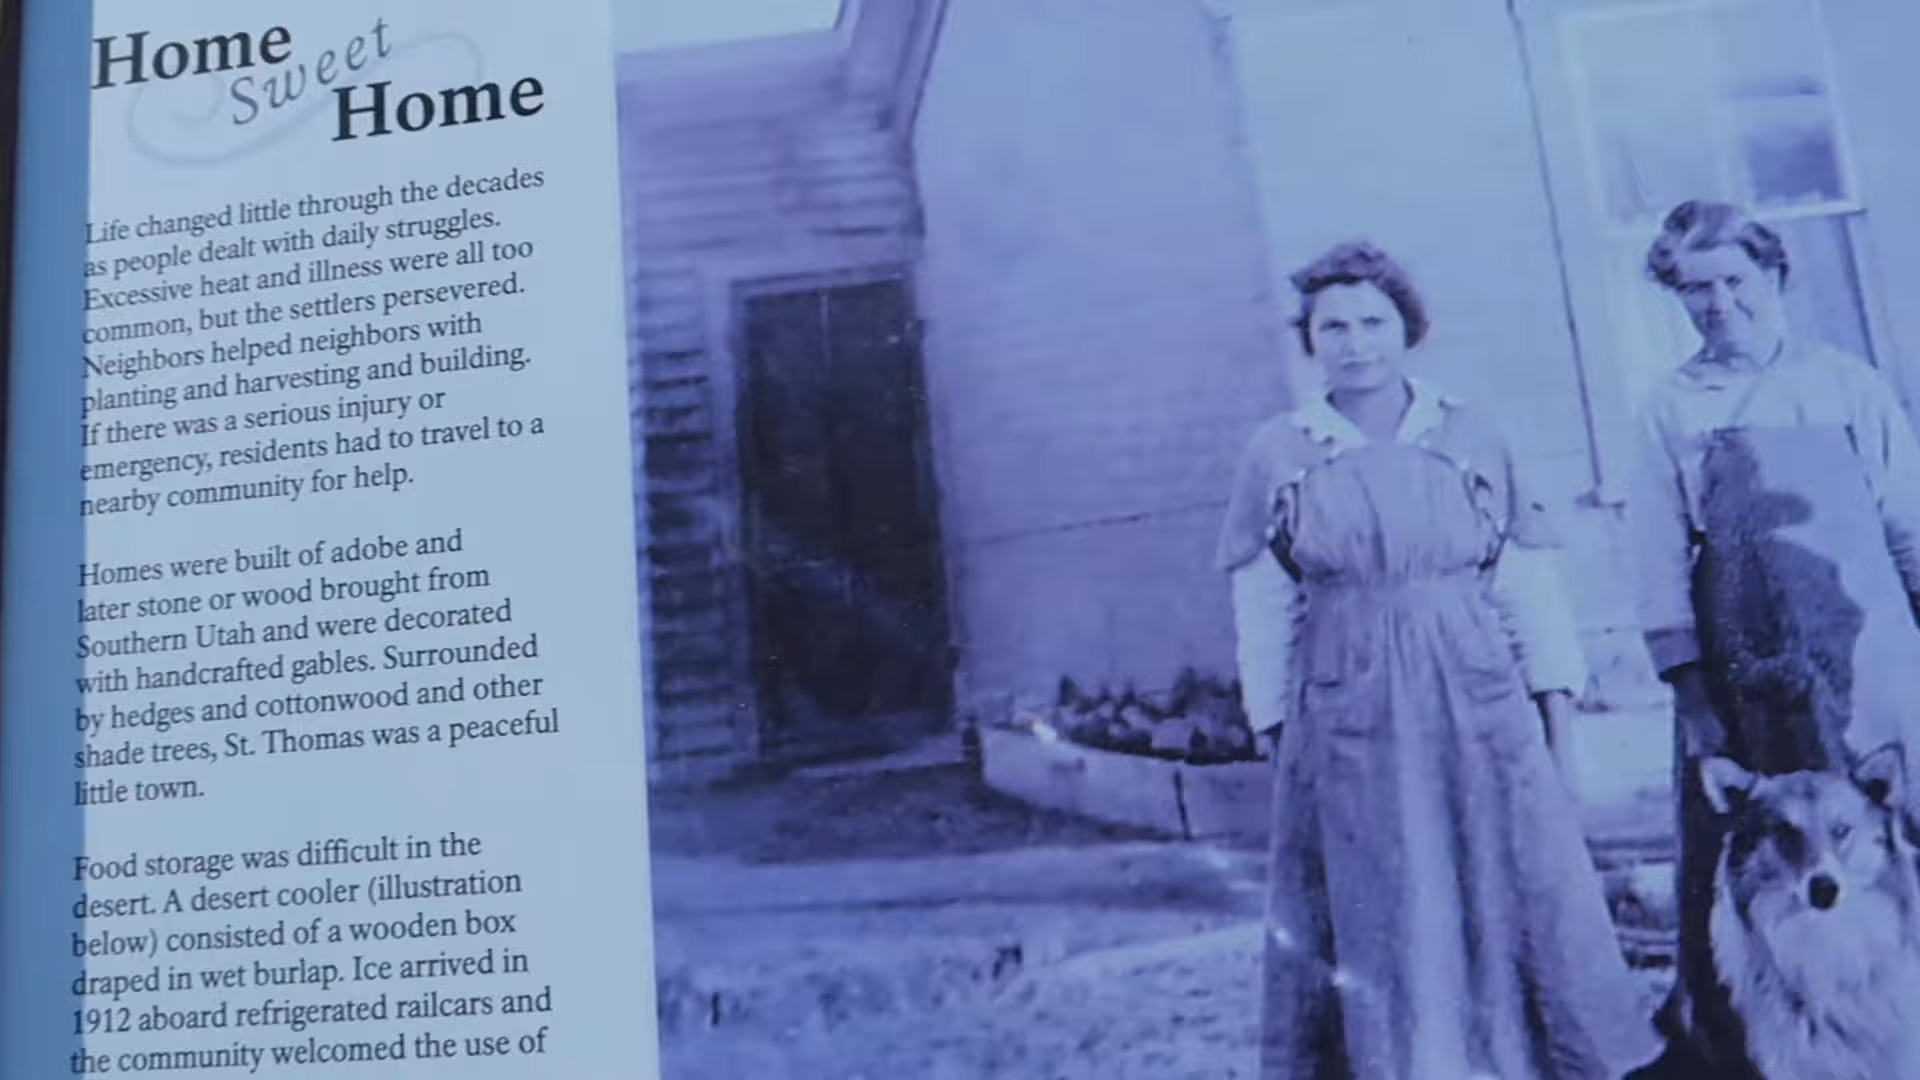 Home
Sweet
Home
Life changed little through the decades
as people dealt with daily struggles.
Excessive heat and illness were all too
common, but the settlers persevered.
Neighbors helped neighbors with
planting and harvesting and building.
If there was a serious injury or
emergency, residents had to travel to a
nearby community for help.
Homes were built of adobe and
later stone or wood brought from
Southern Utah and were decorated
with handcrafted gables. Surrounded
by hedges and cottonwood and other
shade trees, St. Thomas was a peaceful
little town.
Food storage was difficult in the
desert. A desert cooler (illustration
below) consisted of a wooden box
draped in wet burlap. Ice arrived in
1912 aboard refrigerated railcars and
the community welcomed the use of